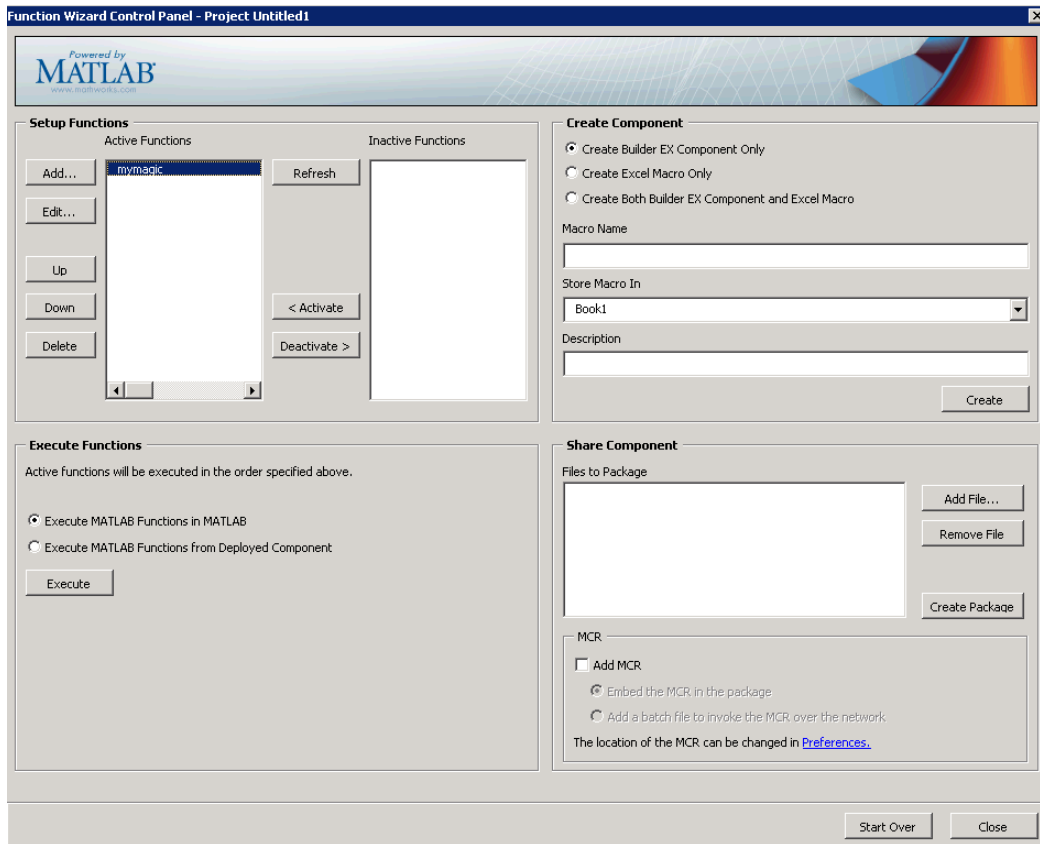 Function Wizard Control Panel - Project Untitled1
Powered by
MATLAB
www.mathworks.com
Setup Functions
Active Functions
Inactive Functions
Add...
mymagic
Refresh
Edit...
Up
Down
< Activate
Delete
Deactivate >
Create Component
Create Builder EX Component Only
Create Excel Macro Only
Create Both Builder EX Component and Excel Macro
Macro Name
Store Macro In
Book1
Description
Create
Execute Functions
Active functions will be executed in the order specified above.
Execute MATLAB Functions in MATLAB
Execute MATLAB Functions from Deployed Component
Execute
Share Component
Files to Package
Add File...
Remove File
Create Package
MCR
Add MCR
Embed the MCR in the package
Add a batch file to invoke the MCR over the network
The location of the MCR can be changed in Preferences.
Start Over
Close